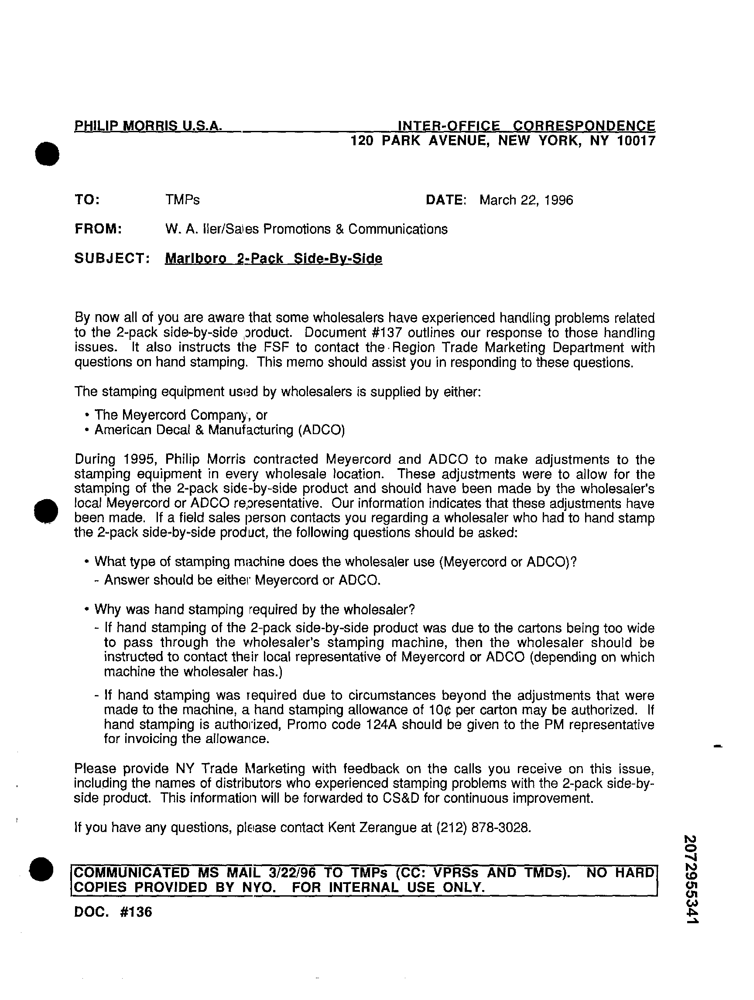 PHILIP MORRIS U.S.A. INTER-OFFICE CORRESPONDENCE
120 PARK AVENUE, NEW YORK, NY 10017
TO: TMPs DATE: March 22, 1996
FROM: W. A. Iler/Sales Promotions & Communications
SUBJECT: Marlboro 2-Pack Side-By-Side
By now all of you are aware that some wholesalers have experienced handling problems related
to the 2-pack side-by-side product. Document #137 outlines our response to those handling
issues. It also instructs the FSF to contact the Region Trade Marketing Department with
questions on hand stamping. This memo should assist you in responding to these questions.
The stamping equipment used by wholesalers is supplied by either:
• The Meyercord Company, or
• American Decal & Manufacturing (ADCO)
During 1995, Philip Morris contracted Meyercord and ADCO to make adjustments to the
stamping equipment in every wholesale location. These adjustments were to allow for the
stamping of the 2-pack side-by-side product and should have been made by the wholesaler's
local Meyercord or ADCO representative. Our information indicates that these adjustments have
been made. If a field sales person contacts you regarding a wholesaler who had to hand stamp
the 2-pack side-by-side product, the following questions should be asked:
• What type of stamping machine does the wholesaler use (Meyercord or ADCO)?
- Answer should be either Meyercord or ADCO.
• Why was hand stamping required by the wholesaler?
- If hand stamping of the 2-pack side-by-side product was due to the cartons being too wide
to pass through the wholesaler's stamping machine, then the wholesaler should be
instructed to contact their local representative of Meyercord or ADCO (depending on which
machine the wholesaler has.)
- If hand stamping was required due to circumstances beyond the adjustments that were
made to the machine, a hand stamping allowance of 10¢ per carton may be authorized. If
hand stamping is authorized, Promo code 124A should be given to the PM representative
for invoicing the allowance.
Please provide NY Trade Marketing with feedback on the calls you receive on this issue,
including the names of distributors who experienced stamping problems with the 2-pack side-by-
side product. This information will be forwarded to CS&D for continuous improvement.
If you have any questions, please contact Kent Zerangue at (212) 878-3028.
COMMUNICATED MS MAIL 3/22/96 TO TMPs (CC: VPRSs AND TMDs). NO HARD
COPIES PROVIDED BY NYO. FOR INTERNAL USE ONLY.
DOC. #136
2072955341